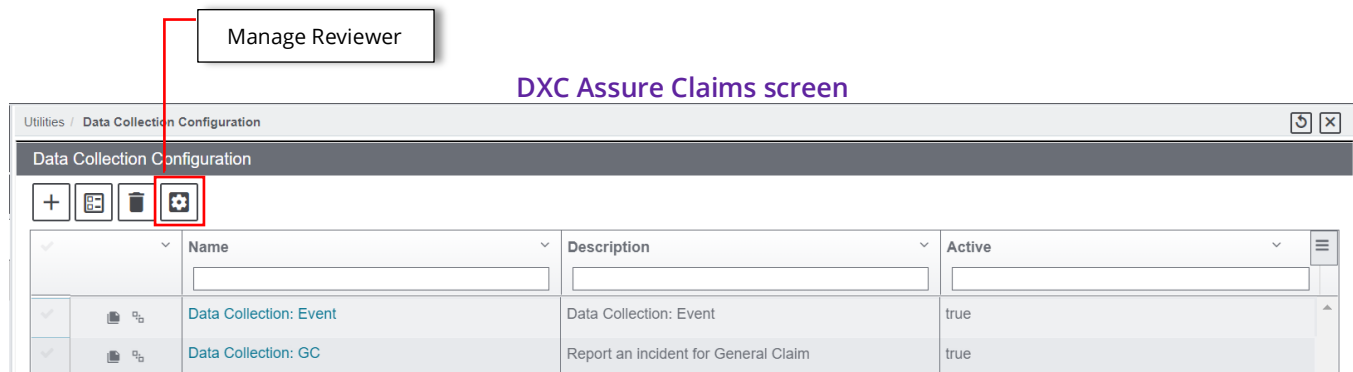 Manage Reviewer
DXC Assure Claims screen
Utilities / Data Collection Configuration
Data Collection Configuration
Name Description Active
Data Collection: Event Data Collection: Event true
Data Collection: GC Report an incident for General Claim true